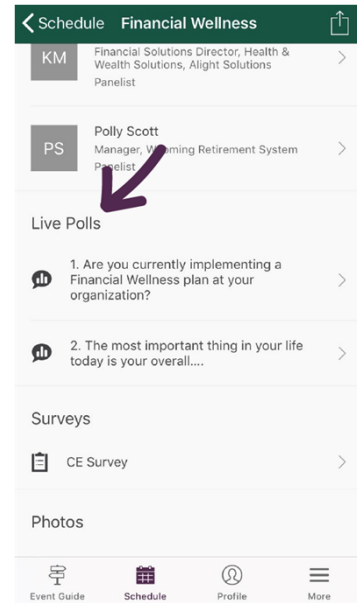 Schedule Financial Wellness
KM
Financial Solutions Director, Health &
Wealth Solutions, Alight Solutions
Panelist
PS
Polly Scott
Manager, Wyoming Retirement System
Panelist
Live Polls
1. Are you currently implementing a
Financial Wellness plan at your
organization?
2. The most important thing in your life
today is your overall....
Surveys
CE Survey
Photos
Event Guide Schedule Profile More